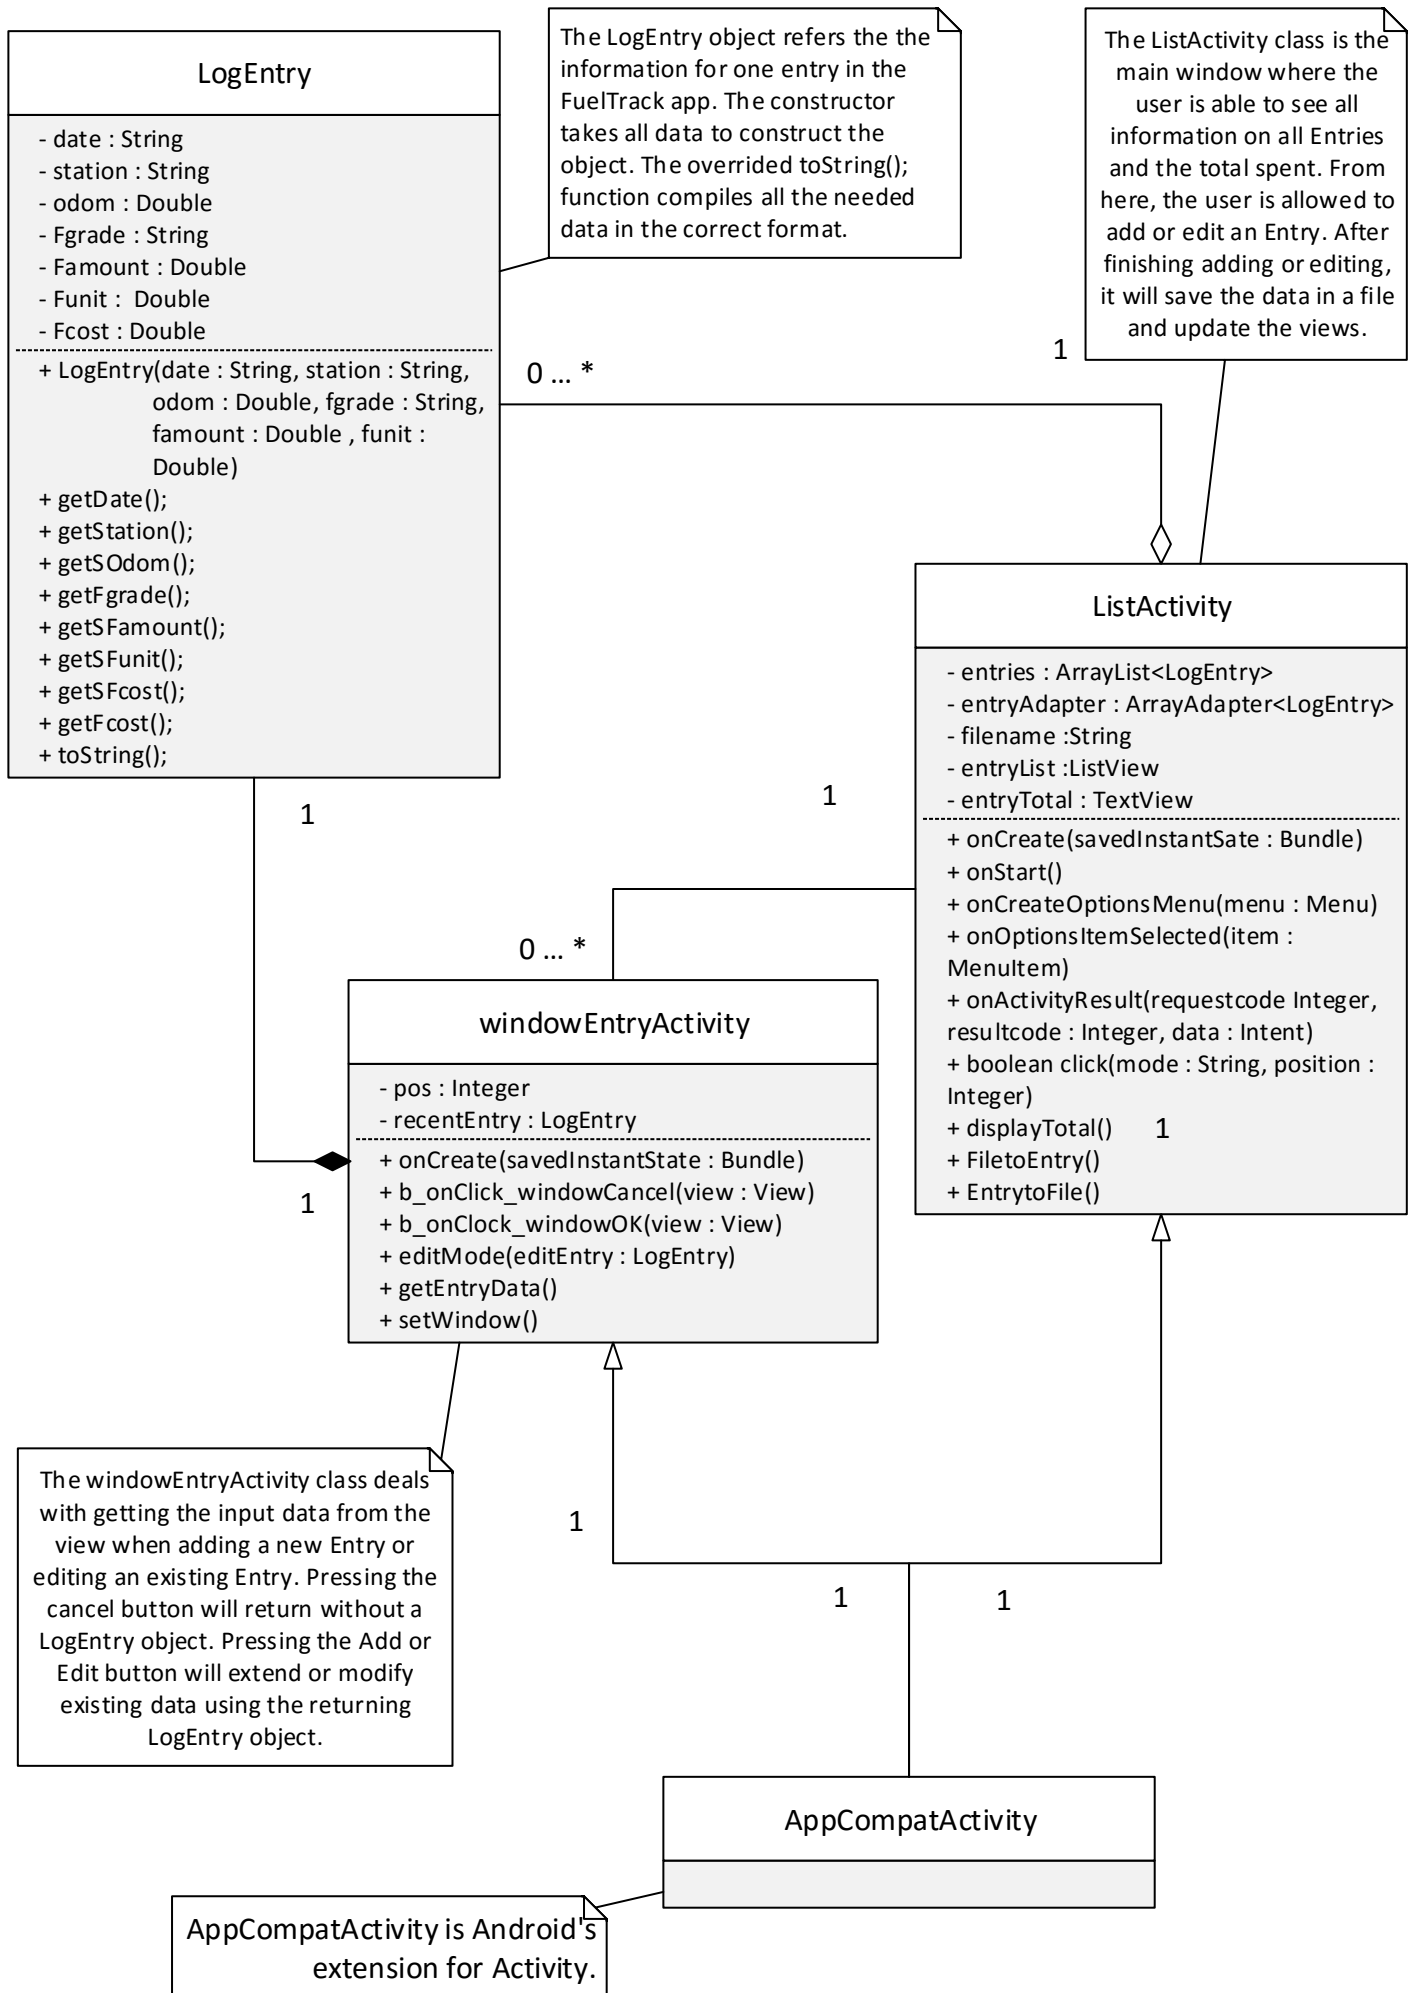 LogEntry
- date : String
- station : String
- odom : Double
- Fgrade : String
- Famount : Double
- Funit :  Double
- Fcost : Double
+ LogEntry(date : String, station : String,
odom : Double, fgrade : String,
famount : Double , funit :
Double)
+ getDate();
+ getStation();
+ getSOdom();
+ getFgrade();
+ getSFamount();
+ getSFunit();
+ getSFcost();
+ getFcost();
+ toString();
The LogEntry object refers the the
information for one entry in the
FuelTrack app. The constructor
takes all data to construct the
object. The overrided toString();
function compiles all the needed
data in the correct format.
The ListActivity class is the
main window where the
user is able to see all
information on all Entries
and the total spent. From
here, the user is allowed to
add or edit an Entry. After
finishing adding or editing,
it will save the data in a file
and update the views.
1
0 ... *
ListActivity
- entries : ArrayList<LogEntry>
- entryAdapter : ArrayAdapter<LogEntry>
- filename :String
- entryList :ListView
- entryTotal : TextView
+ onCreate(savedInstantSate : Bundle)
+ onStart()
+ onCreateOptionsMenu(menu : Menu)
+ onOptionsItemSelected(item :
MenuItem)
+ onActivityResult(requestcode Integer,
resultcode : Integer, data : Intent)
+ boolean click(mode : String, position :
Integer)
+ displayTotal()
1
+ FiletoEntry()
+ EntrytoFile()
1
1
0 ... *
windowEntryActivity
- pos : Integer
- recentEntry : LogEntry
+ onCreate(savedInstantState : Bundle)
+ b_onClick_windowCancel(view : View)
+ b_onClock_windowOK(view : View)
+ editMode(editEntry : LogEntry)
+ getEntryData()
+ setWindow()
1
The windowEntryActivity class deals
with getting the input data from the
view when adding a new Entry or
editing an existing Entry. Pressing the
cancel button will return without a
LogEntry object. Pressing the Add or
Edit button will extend or modify
existing data using the returning
LogEntry object.
1
1
1
AppCompatActivity
AppCompatActivity is Android's
extension for Activity.